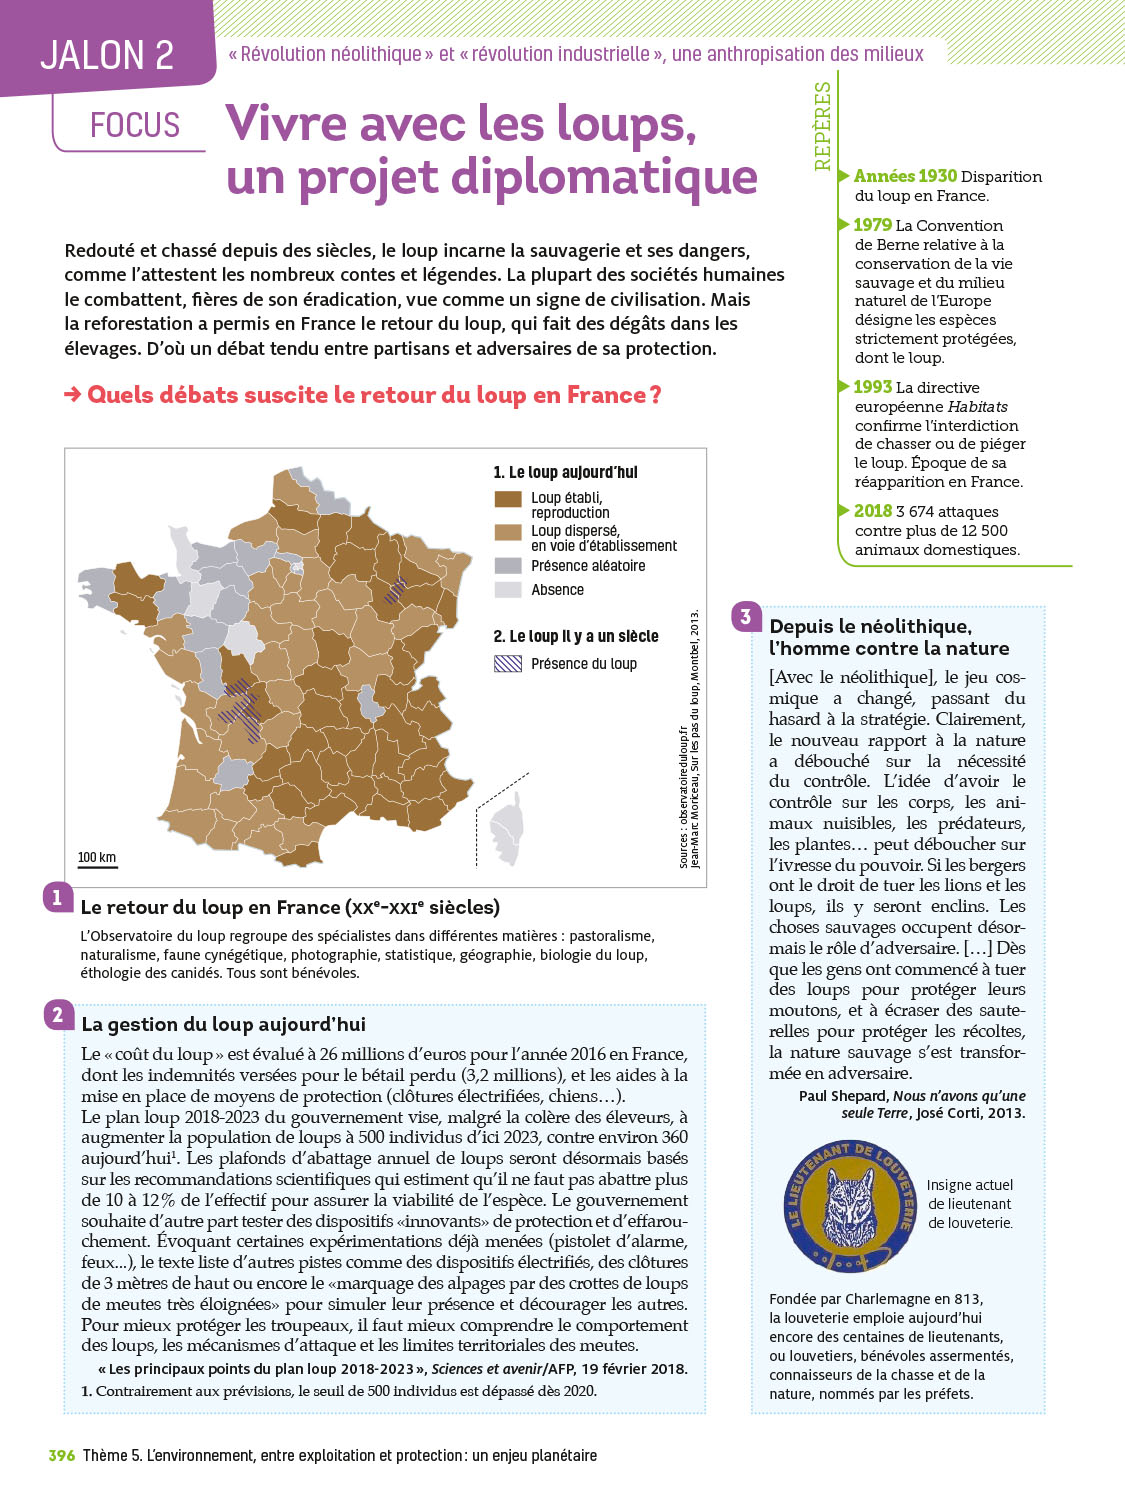 JALON 2
« Révolution néolithique » et « révolution industrielle », une anthropisation des milieux
FOCUS
Vivre avec les loups,
un projet diplomatique
Redouté et chassé depuis des siècles, le loup incarne la sauvagerie et ses dangers,
comme l'attestent les nombreux contes et légendes. La plupart des sociétés humaines
le combattent, fières de son éradication, vue comme un signe de civilisation. Mais
la reforestation a permis en France le retour du loup, qui fait des dégâts dans les
élevages. D'où un débat tendu entre partisans et adversaires de sa protection.
→ Quels débats suscite le retour du loup en France ?
REPÈRES
Années 1930 Disparition
du loup en France.
1979 La Convention
de Berne relative à la
conservation de la vie
sauvage et du milieu
naturel de l'Europe
désigne les espèces
strictement protégées,
dont le loup.
1993 La directive
européenne Habitats
confirme l'interdiction
de chasser ou de piéger
le loup. Époque de sa
réapparition en France.
2018 3 674 attaques
contre plus de 12 500
animaux domestiques.
1. Le loup aujourd'hui
Loup établi,
reproduction
Loup dispersé,
en voie d'établissement
Présence aléatoire
Absence
2. Le loup il y a un siècle
Présence du loup
100 km
Sources : observatoireduloup.fr
Jean-Marc Moriceau, Sur les pas du loup, Montbel, 2013.
1
Le retour du loup en France (XXe-XXIe siècles)
L'Observatoire du loup regroupe des spécialistes dans différentes matières : pastoralisme,
naturalisme, faune cynégétique, photographie, statistique, géographie, biologie du loup,
éthologie des canidés. Tous sont bénévoles.
2
La gestion du loup aujourd'hui
Le « coût du loup » est évalué à 26 millions d'euros pour l'année 2016 en France,
dont les indemnités versées pour le bétail perdu (3,2 millions), et les aides à la
mise en place de moyens de protection (clôtures électrifiées, chiens…).
Le plan loup 2018-2023 du gouvernement vise, malgré la colère des éleveurs, à
augmenter la population de loups à 500 individus d'ici 2023, contre environ 360
aujourd'hui¹. Les plafonds d'abattage annuel de loups seront désormais basés
sur les recommandations scientifiques qui estiment qu'il ne faut pas abattre plus
de 10 à 12 % de l'effectif pour assurer la viabilité de l'espèce. Le gouvernement
souhaite d'autre part tester des dispositifs «innovants» de protection et d'effarou-
chement. Évoquant certaines expérimentations déjà menées (pistolet d'alarme,
feux...), le texte liste d'autres pistes comme des dispositifs électrifiés, des clôtures
de 3 mètres de haut ou encore le «marquage des alpages par des crottes de loups
de meutes très éloignées» pour simuler leur présence et décourager les autres.
Pour mieux protéger les troupeaux, il faut mieux comprendre le comportement
des loups, les mécanismes d'attaque et les limites territoriales des meutes.
« Les principaux points du plan loup 2018-2023 », Sciences et avenir/AFP, 19 février 2018.
1. Contrairement aux prévisions, le seuil de 500 individus est dépassé dès 2020.
3
Depuis le néolithique,
l'homme contre la nature
[Avec le néolithique], le jeu cos-
mique a changé, passant du
hasard à la stratégie. Clairement,
le nouveau rapport à la nature
a débouché sur la nécessité
du contrôle. L'idée d'avoir le
contrôle sur les corps, les ani-
maux nuisibles, les prédateurs,
les plantes… peut déboucher sur
l'ivresse du pouvoir. Si les bergers
ont le droit de tuer les lions et les
loups, ils y seront enclins. Les
choses sauvages occupent désor-
mais le rôle d'adversaire. […] Dès
que les gens ont commencé à tuer
des loups pour protéger leurs
moutons, et à écraser des saute-
relles pour protéger les récoltes,
la nature sauvage s'est transfor-
mée en adversaire.
Paul Shepard, Nous n'avons qu'une
seule Terre, José Corti, 2013.
LE LIEUTENANT DE LOUVETERIE
Insigne actuel
de lieutenant
de louveterie.
Fondée par Charlemagne en 813,
la louveterie emploie aujourd'hui
encore des centaines de lieutenants,
ou louvetiers, bénévoles assermentés,
connaisseurs de la chasse et de la
nature, nommés par les préfets.
396 Thème 5. L'environnement, entre exploitation et protection : un enjeu planétaire